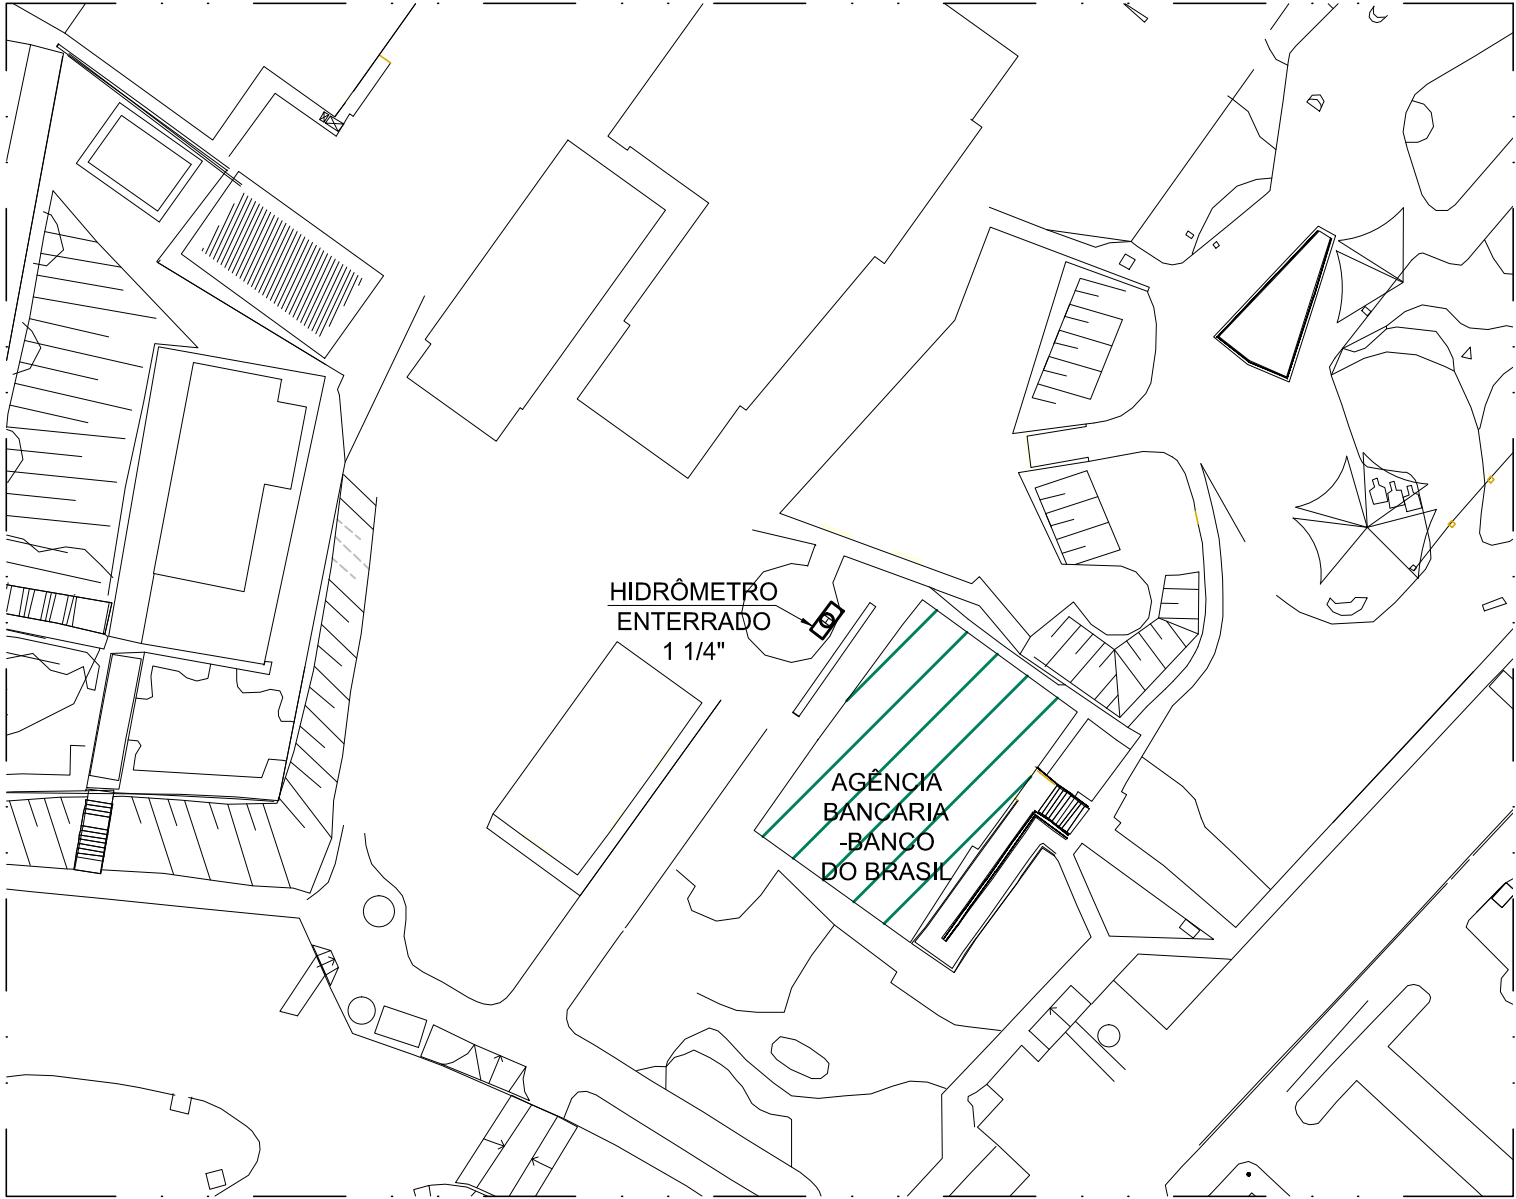 HIDRÔMETRO
ENTERRADO
1 1/4"
AGÊNCIA
BANCARIA
-BANCO
DO BRASIL